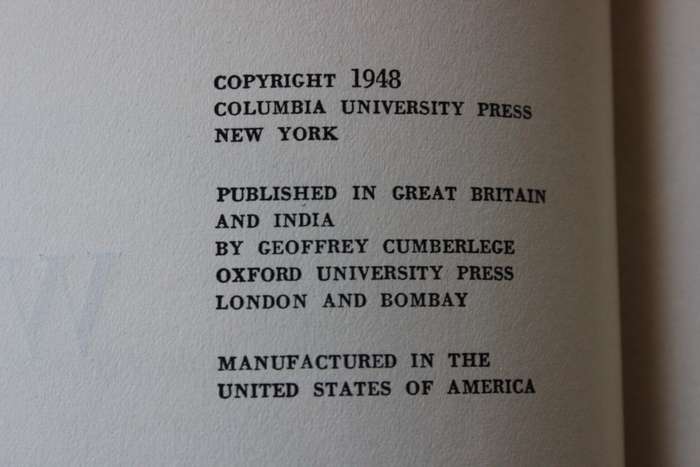 COPYRIGHT 1948
COLUMBIA UNIVERSITY PRESS
NEW YORK
PUBLISHED IN GREAT BRITAIN
AND INDIA
BY GEOFFREY CUMBERLEGE
OXFORD UNIVERSITY PRESS
LONDON AND BOMBAY
MANUFACTURED IN THE
UNITED STATES OF AMERICA